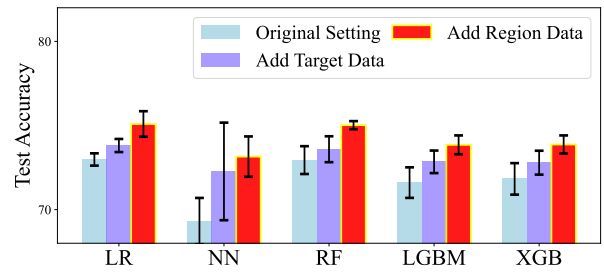 80
70
Test Accuracy
Original Setting
Add Target Data
Add Region Data
LR NN RF LGBM XGB